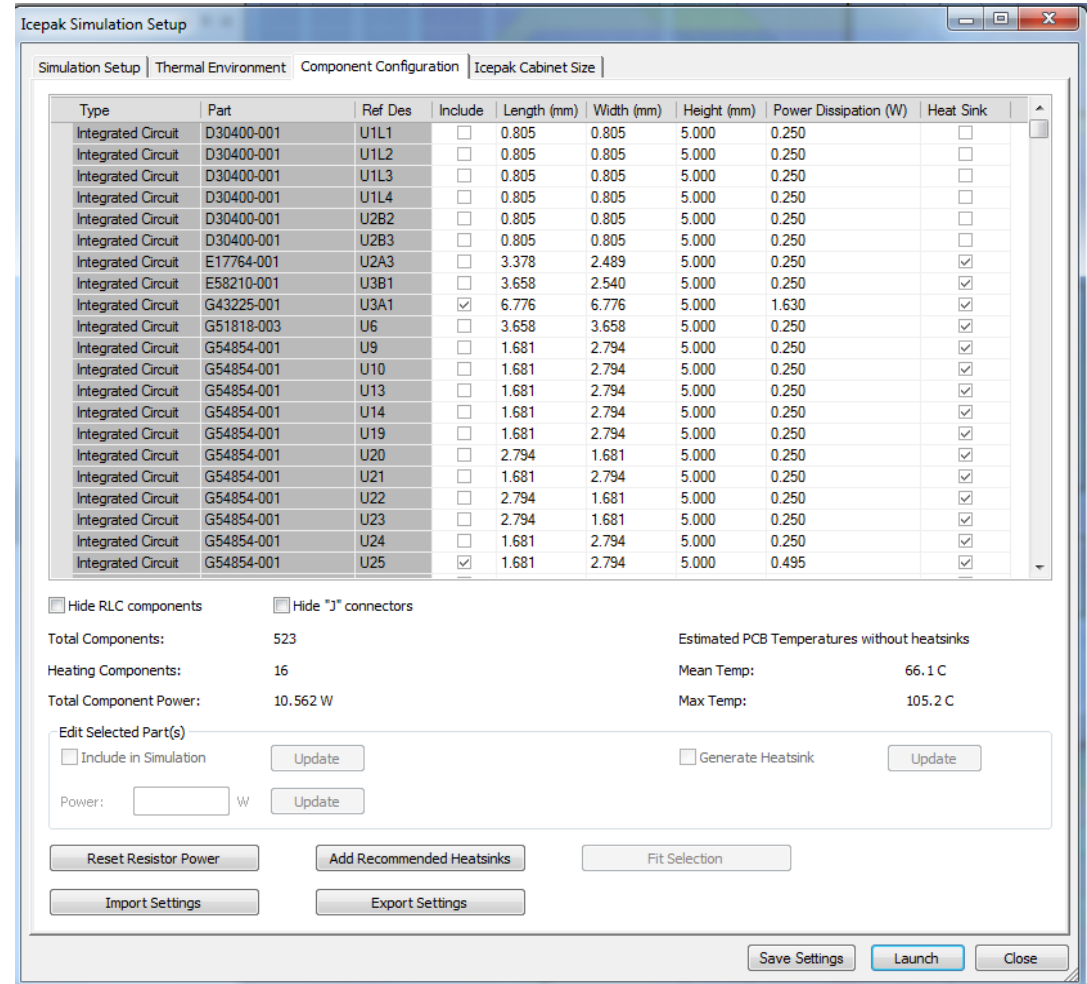 Icepak Simulation Setup
Simulation Setup Thermal Environment Component Configuration Icepak Cabinet Size
Type Part Ref Des Include Length (mm) Width (mm) Height (mm) Power Dissipation (W) Heat Sink
Integrated Circuit D30400-001 U1L1 0.805 0.805 5.000 0.250
Integrated Circuit D30400-001 U1L2 0.805 0.805 5.000 0.250
Integrated Circuit D30400-001 U1L3 0.805 0.805 5.000 0.250
Integrated Circuit D30400-001 U1L4 0.805 0.805 5.000 0.250
Integrated Circuit D30400-001 U2B2 0.805 0.805 5.000 0.250
Integrated Circuit D30400-001 U2B3 0.805 0.805 5.000 0.250
Integrated Circuit E17764-001 U2A3 3.378 2.489 5.000 0.250
Integrated Circuit E58210-001 U3B1 3.658 2.540 5.000 0.250
Integrated Circuit G43225-001 U3A1 6.776 6.776 5.000 1.630
Integrated Circuit G51818-003 U6 3.658 3.658 5.000 0.250
Integrated Circuit G54854-001 U9 1.681 2.794 5.000 0.250
Integrated Circuit G54854-001 U10 1.681 2.794 5.000 0.250
Integrated Circuit G54854-001 U13 1.681 2.794 5.000 0.250
Integrated Circuit G54854-001 U14 1.681 2.794 5.000 0.250
Integrated Circuit G54854-001 U19 1.681 2.794 5.000 0.250
Integrated Circuit G54854-001 U20 2.794 1.681 5.000 0.250
Integrated Circuit G54854-001 U21 1.681 2.794 5.000 0.250
Integrated Circuit G54854-001 U22 2.794 1.681 5.000 0.250
Integrated Circuit G54854-001 U23 2.794 1.681 5.000 0.250
Integrated Circuit G54854-001 U24 1.681 2.794 5.000 0.250
Integrated Circuit G54854-001 U25 1.681 2.794 5.000 0.495
Hide RLC components Hide "J" connectors
Total Components: 523 Estimated PCB Temperatures without heatsinks
Heating Components: 16 Mean Temp: 66.1 C
Total Component Power: 10.562 W Max Temp: 105.2 C
Edit Selected Part(s)
Include in Simulation Update Generate Heatsink Update
Power: W Update
Reset Resistor Power Add Recommended Heatsinks Fit Selection
Import Settings Export Settings
Save Settings Launch Close